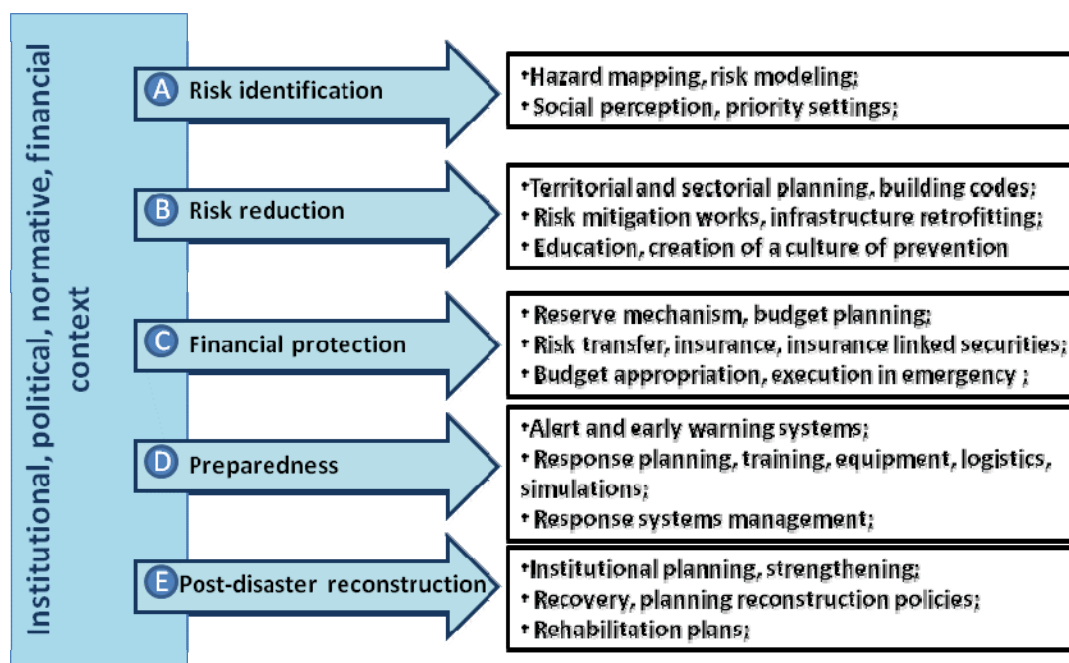 Institutional, political, normative, financial
context
A Risk identification
•Hazard mapping, risk modeling;
• Social perception, priority settings;
B Risk reduction
•Territorial and sectorial planning, building codes;
• Risk mitigation works, infrastructure retrofitting;
• Education, creation of a culture of prevention
C Financial protection
• Reserve mechanism, budget planning;
• Risk transfer, insurance, insurance linked securities;
• Budget appropriation, execution in emergency ;
D Preparedness
•Alert and early warning systems;
• Response planning, training, equipment, logistics,
simulations;
• Response systems management;
E Post-disaster reconstruction
•Institutional planning, strengthening;
• Recovery, planning reconstruction policies;
• Rehabilitation plans;